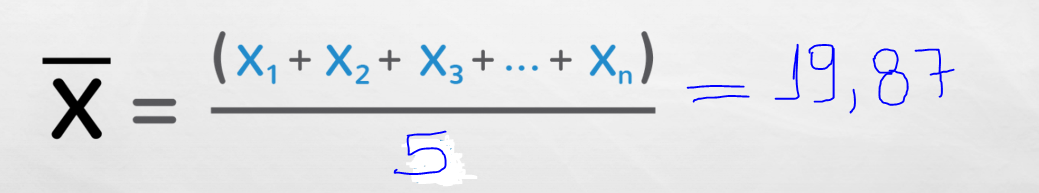 X̅ = (X₁ + X₂ + X₃ + ... + Xₙ) / 5 = 19,87